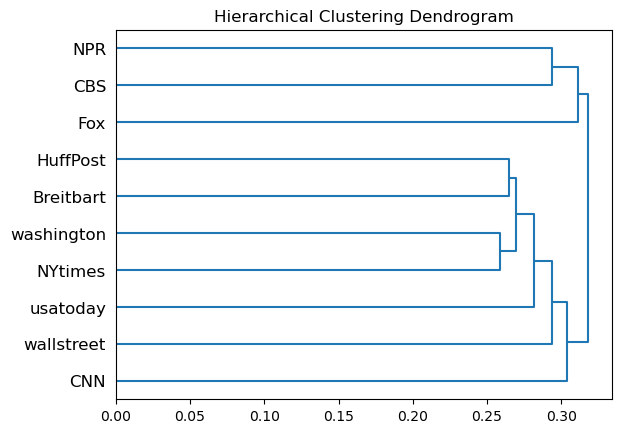 Hierarchical Clustering Dendrogram
NPR
CBS
Fox
HuffPost
Breitbart
washington
NYtimes
usatoday
wallstreet
CNN
0.00 0.05 0.10 0.15 0.20 0.25 0.30